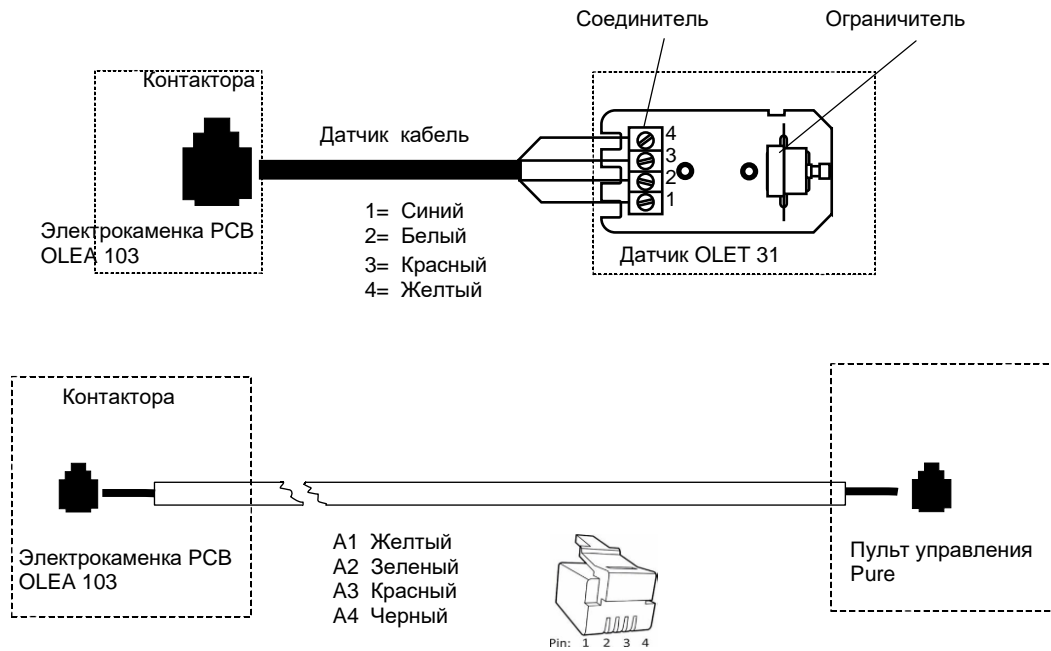 Соединитель
Ограничитель
Контактора
Датчик кабель
4
3
2
1
1= Синий
2= Белый
3= Красный
4= Желтый
Электрокаменка PCB
OLEA 103
Датчик OLET 31
Контактора
Электрокаменка PCB
OLEA 103
A1 Желтый
A2 Зеленый
A3 Красный
A4 Черный
Pin: 1 2 3 4
Пульт управления
Pure